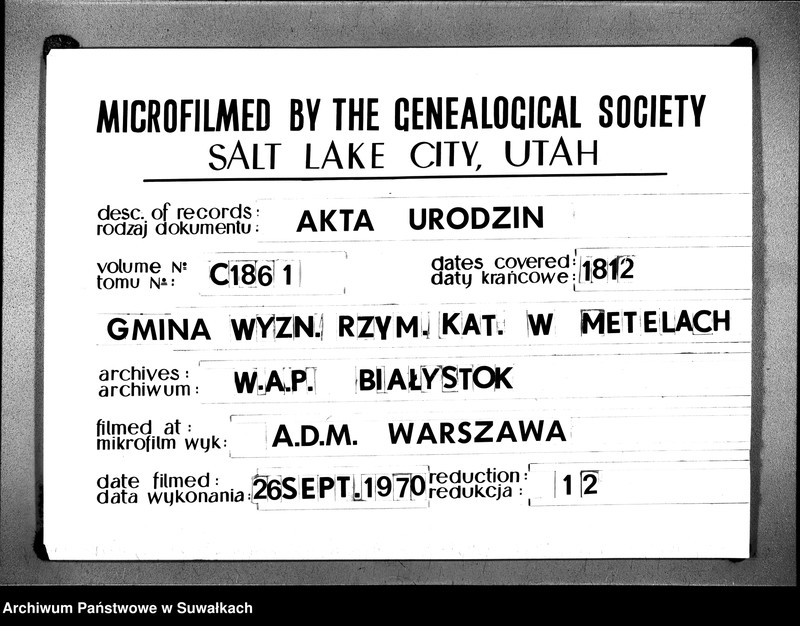 MICROFILMED BY THE GENEALOGICAL SOCIETY
SALT LAKE CITY, UTAH
desc. of records: AKTA URODZIN
rodzaj dokumentu:
volume № C186 1 dates covered: 1812
tomu №: daty krańcowe:
GMINA WYZN. RZYM. KAT. W METELACH
archives: W.A.P. BIAŁYSTOK
archiwum:
filmed at: A.D.M. WARSZAWA
mikrofilm wyk:
date filmed: 26 SEPT. 1970 reduction: 12
data wykonania: redukcja:
Archiwum Państwowe w Suwałkach